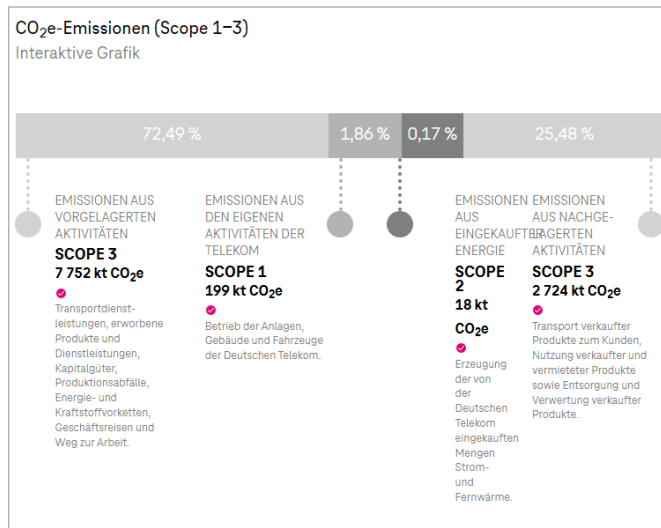 CO₂e-Emissionen (Scope 1–3)
Interaktive Grafik
72,49 %
1,86 %
0,17 %
25,48 %
EMISSIONEN AUS
VORGELAGERTEN
AKTIVITÄTEN
SCOPE 3
7 752 kt CO₂e
Transportdienst-
leistungen, erworbene
Produkte und
Dienstleistungen,
Kapitalgüter,
Produktionsabfälle,
Energie- und
Kraftstoffvorketten,
Geschäftsreisen und
Weg zur Arbeit.
EMISSIONEN AUS
DEN EIGENEN
AKTIVITÄTEN DER
TELEKOM
SCOPE 1
199 kt CO₂e
Betrieb der Anlagen,
Gebäude und Fahrzeuge
der Deutschen Telekom.
EMISSIONEN
AUS
EINGEKAUFTER
ENERGIE
SCOPE
2
18 kt
CO₂e
Erzeugung
der von
der
Deutschen
Telekom
eingekauften
Mengen
Strom-
und
Fernwärme.
EMISSIONEN
AUS NACHGE-
LAGERTEN
AKTIVITÄTEN
SCOPE 3
2 724 kt CO₂e
Transport verkaufter
Produkte zum Kunden,
Nutzung verkaufter und
vermieteter Produkte
sowie Entsorgung und
Verwertung verkaufter
Produkte.